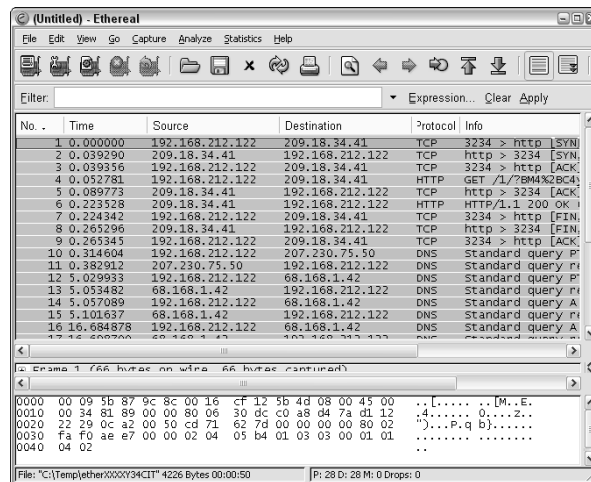 (Untitled) - Ethereal
File Edit View Go Capture Analyze Statistics Help
Filter: Expression... Clear Apply
No. Time Source Destination Protocol Info
1 0.000000 192.168.212.122 209.18.34.41 TCP 3234 > http [SYN
2 0.039290 209.18.34.41 192.168.212.122 TCP http > 3234 [SYN,
3 0.039356 192.168.212.122 209.18.34.41 TCP 3234 > http [ACK]
4 0.052781 192.168.212.122 209.18.34.41 HTTP GET /1/?BM4%2BC4
5 0.089773 209.18.34.41 192.168.212.122 TCP http > 3234 [ACK]
6 0.223528 209.18.34.41 192.168.212.122 HTTP HTTP/1.1 200 OK
7 0.224342 192.168.212.122 209.18.34.41 TCP 3234 > http [FIN,
8 0.265296 209.18.34.41 192.168.212.122 TCP http > 3234 [FIN,
9 0.265345 192.168.212.122 209.18.34.41 TCP 3234 > http [ACK]
10 0.314604 192.168.212.122 207.230.75.50 DNS Standard query P
11 0.382912 207.230.75.50 192.168.212.122 DNS Standard query re
12 5.029933 192.168.212.122 68.168.1.42 DNS Standard query P
13 5.053482 68.168.1.42 192.168.212.122 DNS Standard query re
14 5.057089 192.168.212.122 68.168.1.42 DNS Standard query A
15 5.101637 68.168.1.42 192.168.212.122 DNS Standard query re
16 16.684878 192.168.212.122 68.168.1.42 DNS Standard query A
Frame 1 (66 bytes on wire, 66 bytes captured)
0000 00 09 5b 87 9c 8c 00 16 cf 12 5b 4d 08 00 45 00 ..[..... ..[M..E.
0010 00 34 81 89 00 00 80 06 30 dc c0 a8 d4 7a d1 12 .4...... 0....z..
0020 22 29 0c a2 00 50 cd 71 62 7d 00 00 00 00 80 02 ")...P.q b}......
0030 fa f0 ae e7 00 00 02 04 05 b4 01 03 03 00 01 01 ........ ........
0040 04 02 ..
File: "C:\Temp\etherXXXXY34CIT" 4226 Bytes 00:00:50 P: 28 D: 28 M: 0 Drops: 0